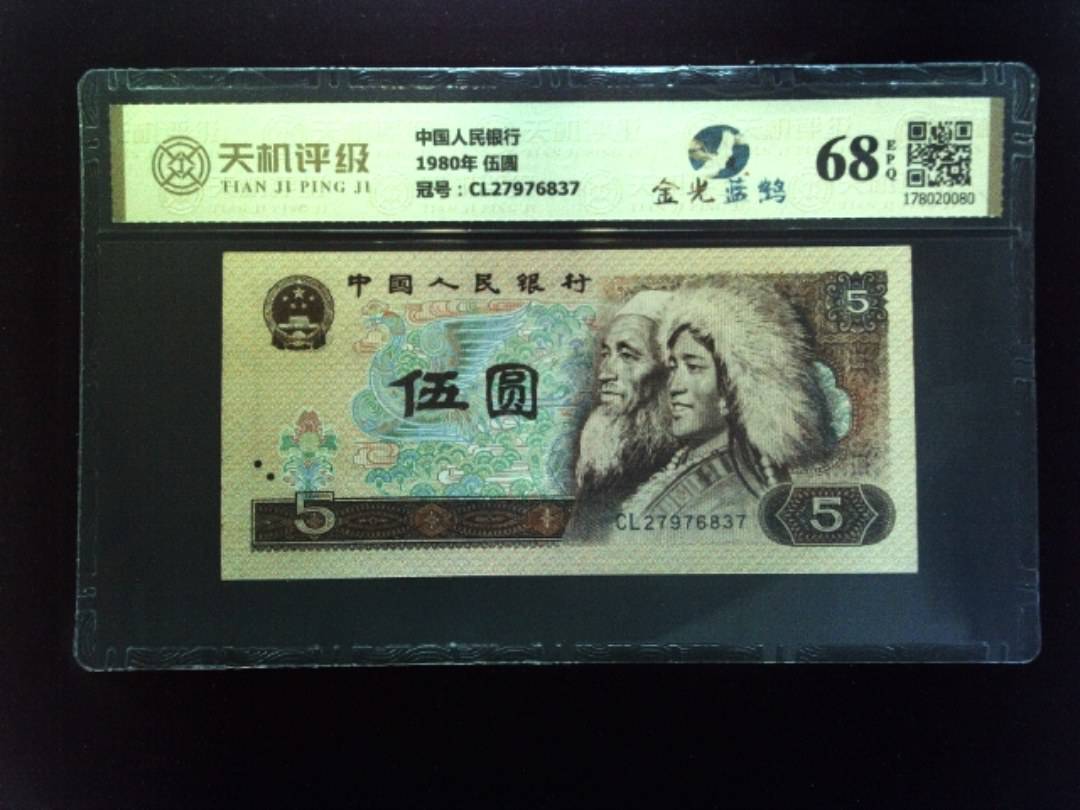 天机评级
TIAN JI PING JI
中国人民银行
1980年 伍圆
冠号：CL27976837
金光蓝鹤
68 EPQ
178020080
中国人民银行
5
伍圆
5
CL27976837
5